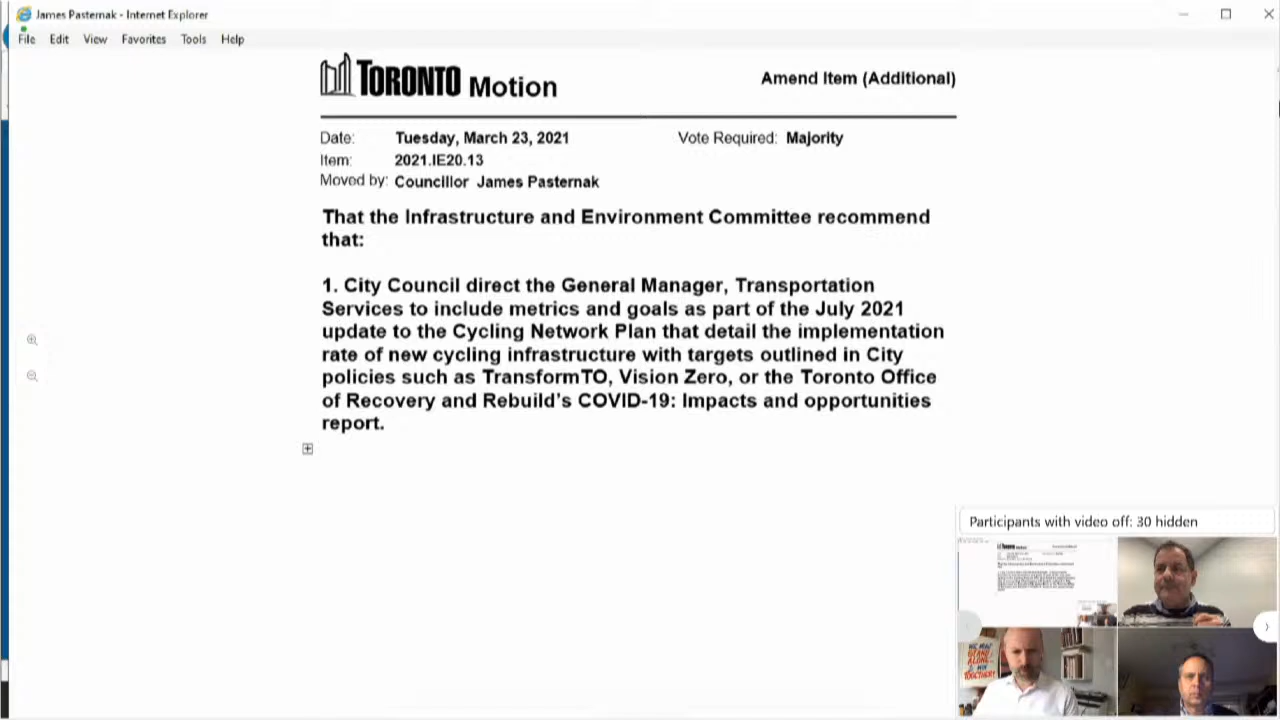 James Pasternak - Internet Explorer
File Edit View Favorites Tools Help
TORONTO Motion
Amend Item (Additional)
Date: Tuesday, March 23, 2021
Vote Required: Majority
Item: 2021.IE20.13
Moved by: Councillor James Pasternak
That the Infrastructure and Environment Committee recommend
that:
1. City Council direct the General Manager, Transportation
Services to include metrics and goals as part of the July 2021
update to the Cycling Network Plan that detail the implementation
rate of new cycling infrastructure with targets outlined in City
policies such as TransformTO, Vision Zero, or the Toronto Office
of Recovery and Rebuild's COVID-19: Impacts and opportunities
report.
Participants with video off: 30 hidden
STAND
ALONE
TOGETHER